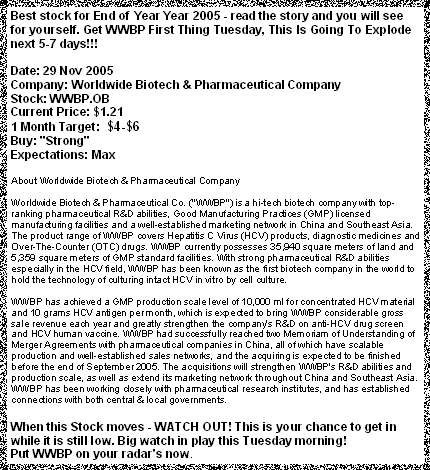 Best stock for End of Year Year 2005 - read the story and you will see
for yourself. Get WWBP First Thing Tuesday, This Is Going To Explode
next 5-7 days!!!
Date: 29 Nov 2005
Company: Worldwide Biotech & Pharmaceutical Company
Stock: WWBP.OB
Current Price: $1.21
1 Month Target: $4-$6
Buy: "Strong"
Expectations: Max
About Worldwide Biotech & Pharmaceutical Company
Worldwide Biotech & Pharmaceutical Co. ("WWBP") is a hi-tech biotech company with top-
ranking pharmaceutical R&D abilities, Good Manufacturing Practices (GMP) licensed
manufacturing facilities and a well-established marketing network in China and Southeast Asia.
The product range of WWBP covers Hepatitis C Virus (HCV) products, diagnostic medicines and
Over-The-Counter (OTC) drugs. WWBP currently possesses 35,940 square meters of land and
5,359 square meters of GMP standard facilities. With strong pharmaceutical R&D abilities
especially in the HCV field, WWBP has been known as the first biotech company in the world to
hold the technology of culturing intact HCV in vitro by cell culture.
WWBP has achieved a GMP production scale level of 10,000 ml for concentrated HCV material
and 10 grams HCV antigen per month, which is expected to bring WWBP considerable gross
sale revenue each year and greatly strengthen the company's R&D on anti-HCV drug screen
and HCV human vaccine. WWBP had successfully reached two Memoriam of Understanding of
Merger Agreements with pharmaceutical companies in China, all of which have scalable
production and well-established sales networks, and the acquiring is expected to be finished
before the end of September 2005. The acquisitions will strengthen WWBP's R&D abilities and
production scale, as well as extend its marketing network throughout China and Southeast Asia.
WWBP has been working closely with pharmaceutical research institutes, and has established
connections with both central & local governments.
When this Stock moves - WATCH OUT! This is your chance to get in
while it is still low. Big watch in play this Tuesday morning!
Put WWBP on your radar's now.